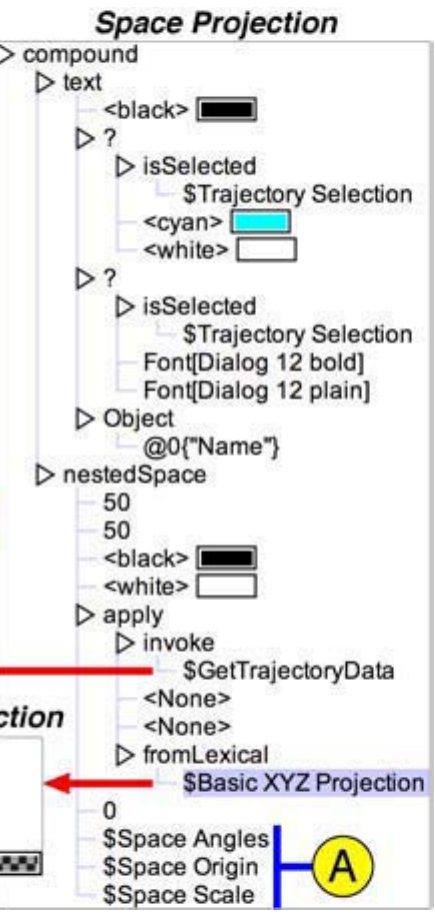 Space Projection
compound
text
<black>
?
isSelected
$Trajectory Selection
<cyan>
<white>
?
isSelected
$Trajectory Selection
Font[Dialog 12 bold]
Font[Dialog 12 plain]
Object
@0{"Name"}
nestedSpace
50
50
<black>
<white>
apply
invoke
$GetTrajectoryData
<None>
<None>
ction
fromLexical
$Basic XYZ Projection
0
$Space Angles
$Space Origin
A
$Space Scale